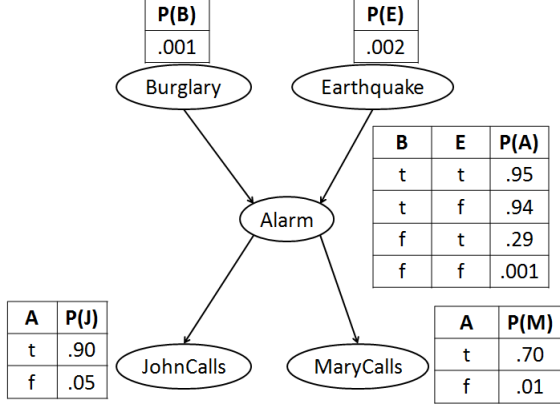 P(B)
.001
P(E)
.002
Burglary
Earthquake
B E P(A)
t t .95
t f .94
f t .29
f f .001
Alarm
A P(J)
t .90
f .05
JohnCalls
MaryCalls
A P(M)
t .70
f .01